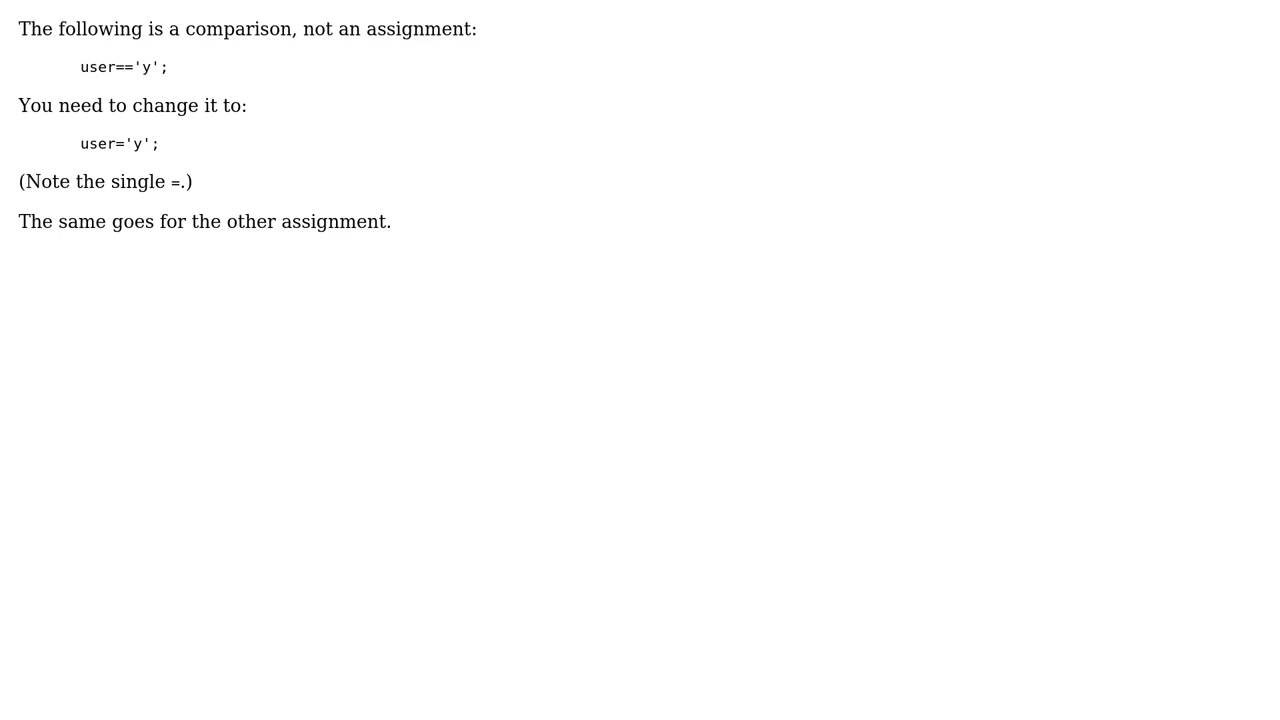 The following is a comparison, not an assignment:
user=='y';
You need to change it to:
user='y';
(Note the single =.)
The same goes for the other assignment.